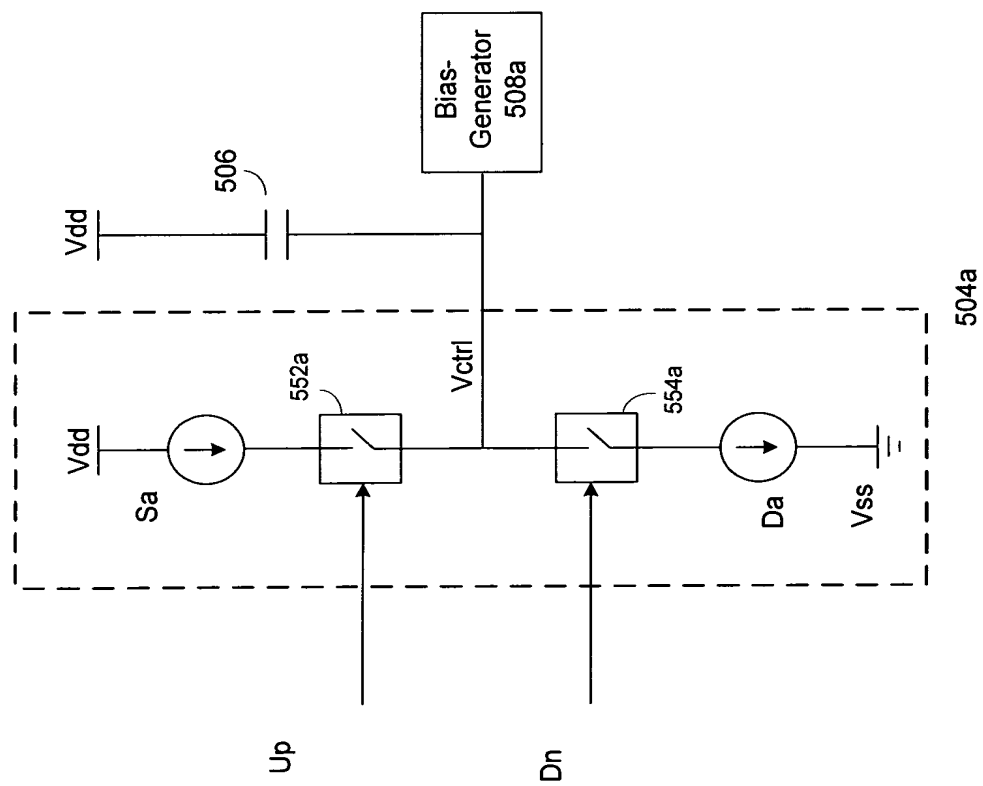 Vdd
Vdd
506
Bias-
Generator
508a
Sa
552a
Vctrl
554a
Da
Vss
Up
Dn
504a